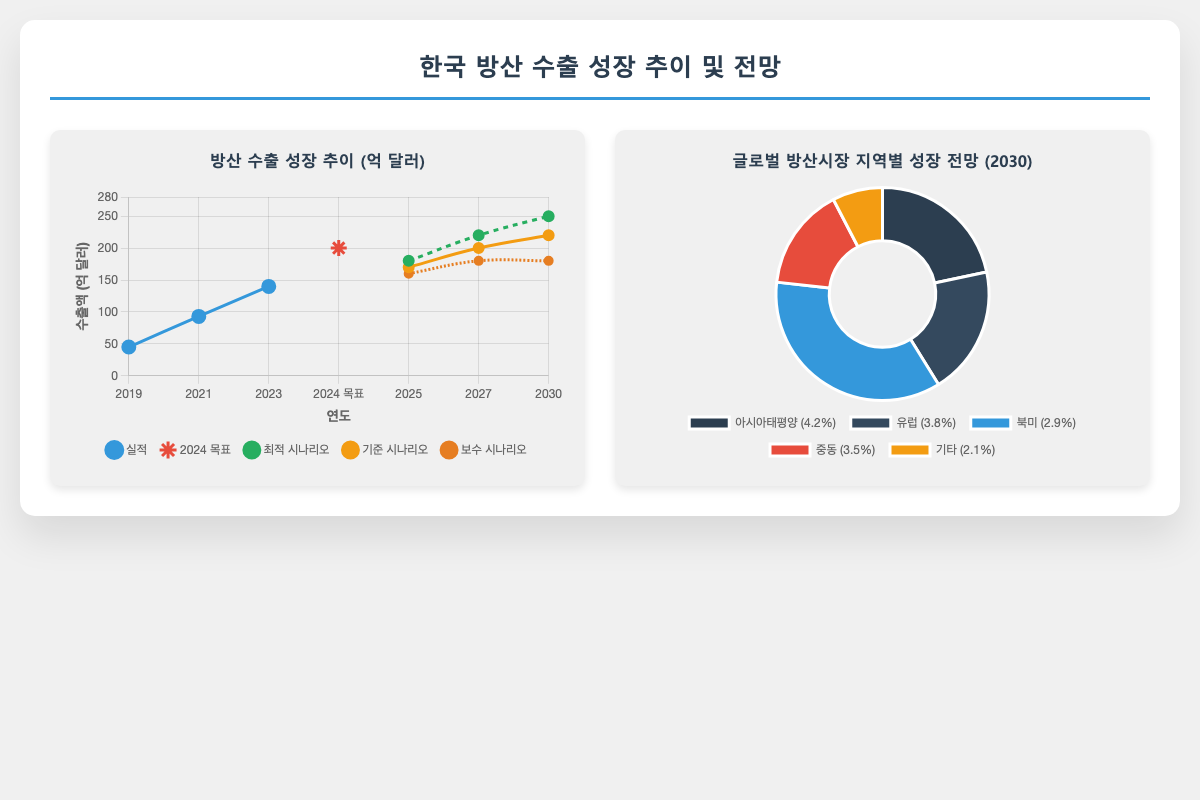 한국 방산 수출 성장 추이 및 전망
방산 수출 성장 추이 (억 달러)
280
250
200
150
100
50
0
수출액 (억 달러)
2019 2021 2023 2024 목표 2025 2027 2030
연도
실적 2024 목표 최적 시나리오 기준 시나리오 보수 시나리오
글로벌 방산시장 지역별 성장 전망 (2030)
아시아태평양 (4.2%) 유럽 (3.8%) 북미 (2.9%)
중동 (3.5%) 기타 (2.1%)